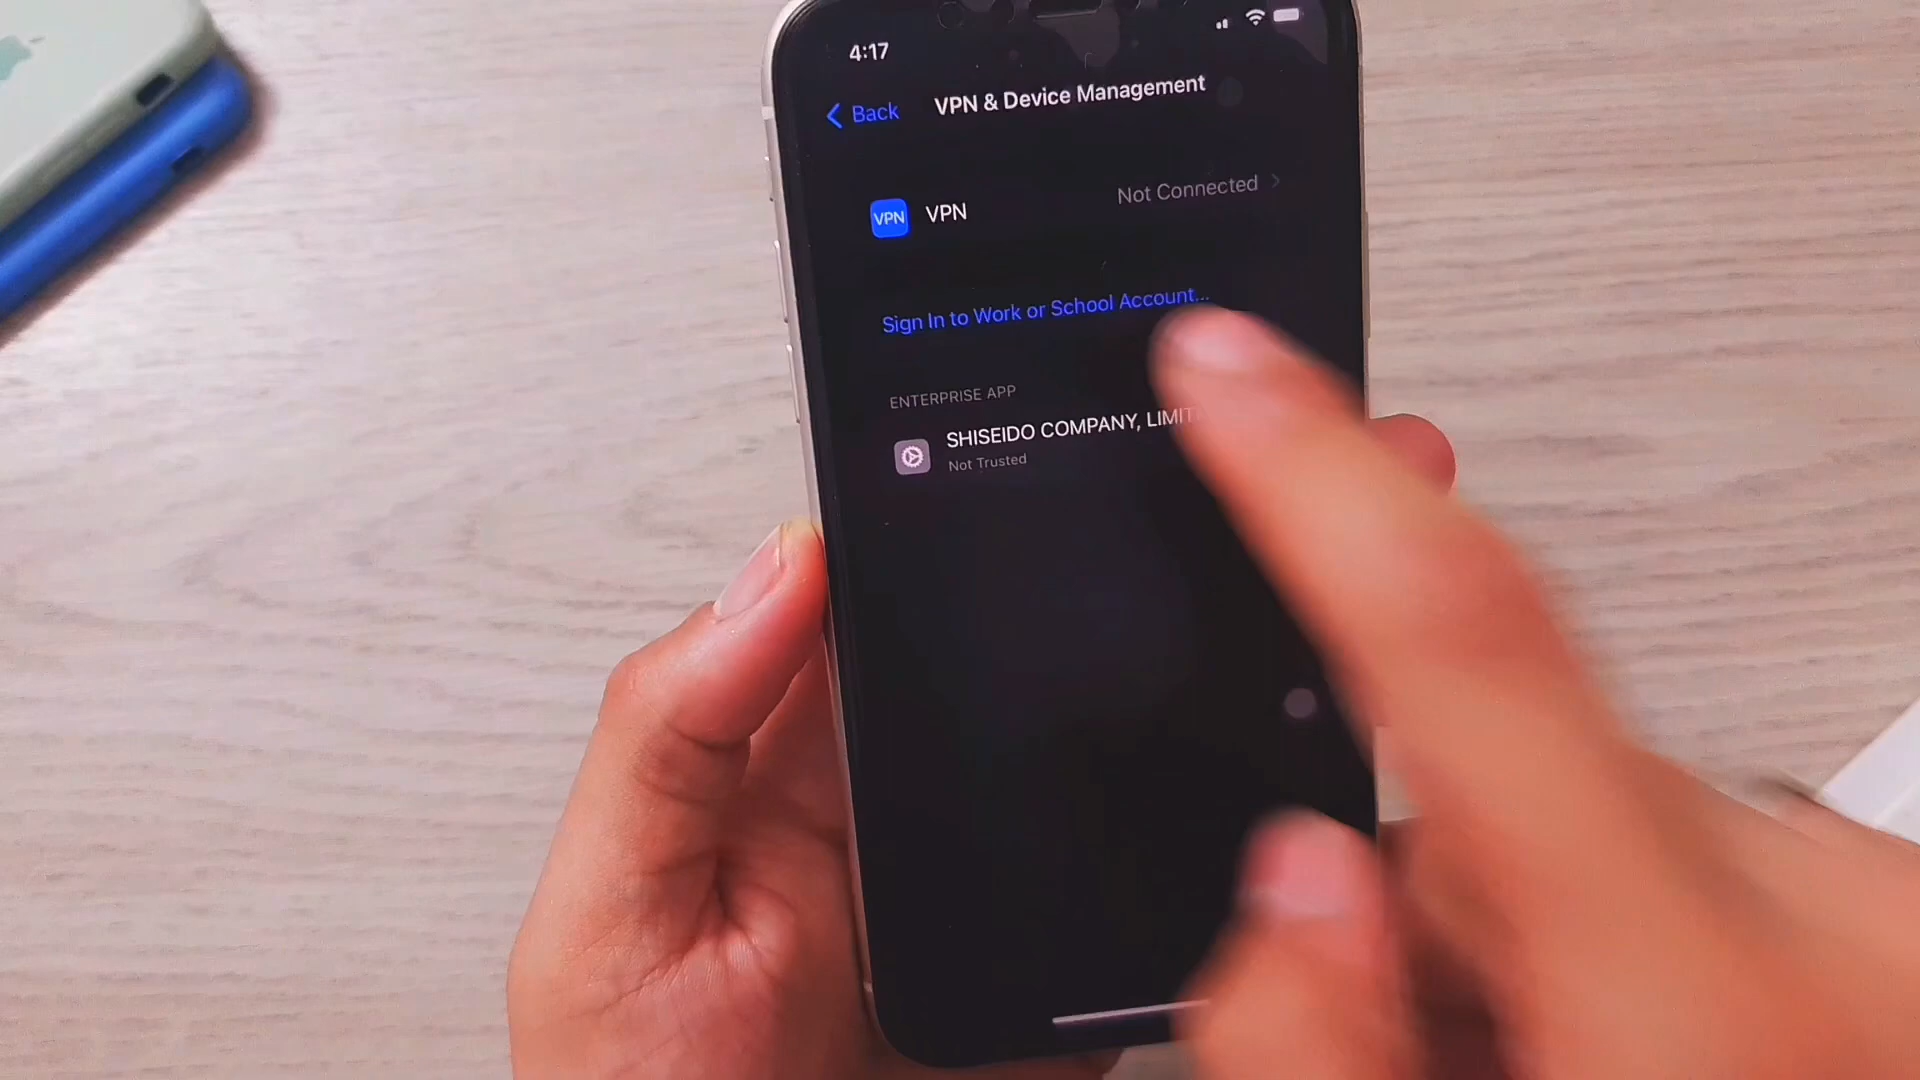 4:17
Back
VPN & Device Management
VPN
VPN
Not Connected
Sign In to Work or School Account...
ENTERPRISE APP
SHISEIDO COMPANY,
Not Trusted